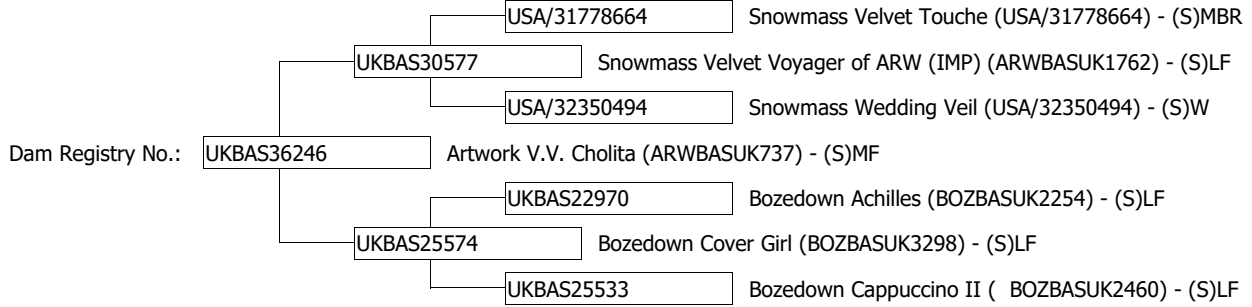 USA/31778664 Snowmass Velvet Touche (USA/31778664) - (S)MBR
UKBAS30577 Snowmass Velvet Voyager of ARW (IMP) (ARWBASUK1762) - (S)LF
USA/32350494 Snowmass Wedding Veil (USA/32350494) - (S)W
Dam Registry No.: UKBAS36246 Artwork V.V. Cholita (ARWBASUK737) - (S)MF
UKBAS22970 Bozedown Achilles (BOZBASUK2254) - (S)LF
UKBAS25574 Bozedown Cover Girl (BOZBASUK3298) - (S)LF
UKBAS25533 Bozedown Cappuccino II ( BOZBASUK2460) - (S)LF